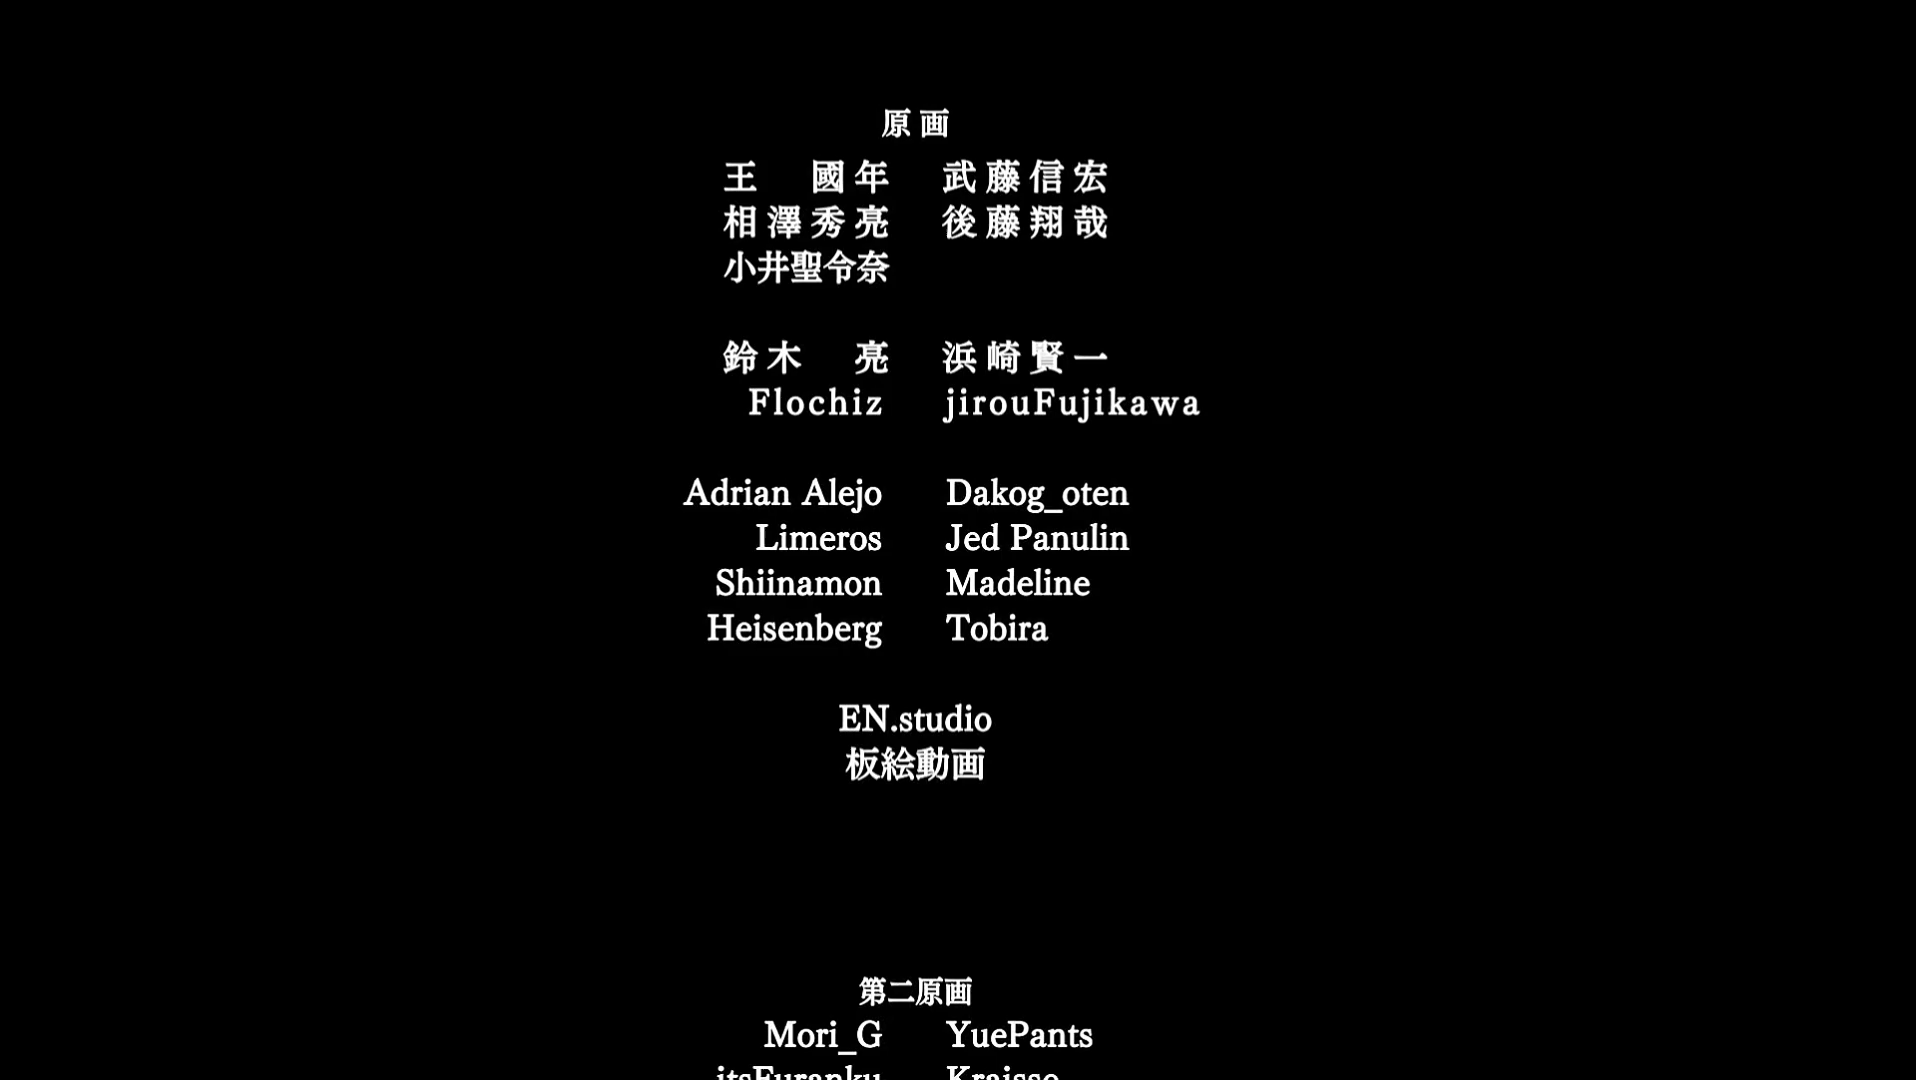 原画
王 國年 武藤信宏
相澤秀亮 後藤翔哉
小井聖令奈
鈴木 亮 浜崎賢一
Flochiz jirouFujikawa
Adrian Alejo Dakog_oten
Limeros Jed Panulin
Shiinamon Madeline
Heisenberg Tobira
EN.studio
板絵動画
第二原画
Mori_G YuePants
itsFuranku Kraisse